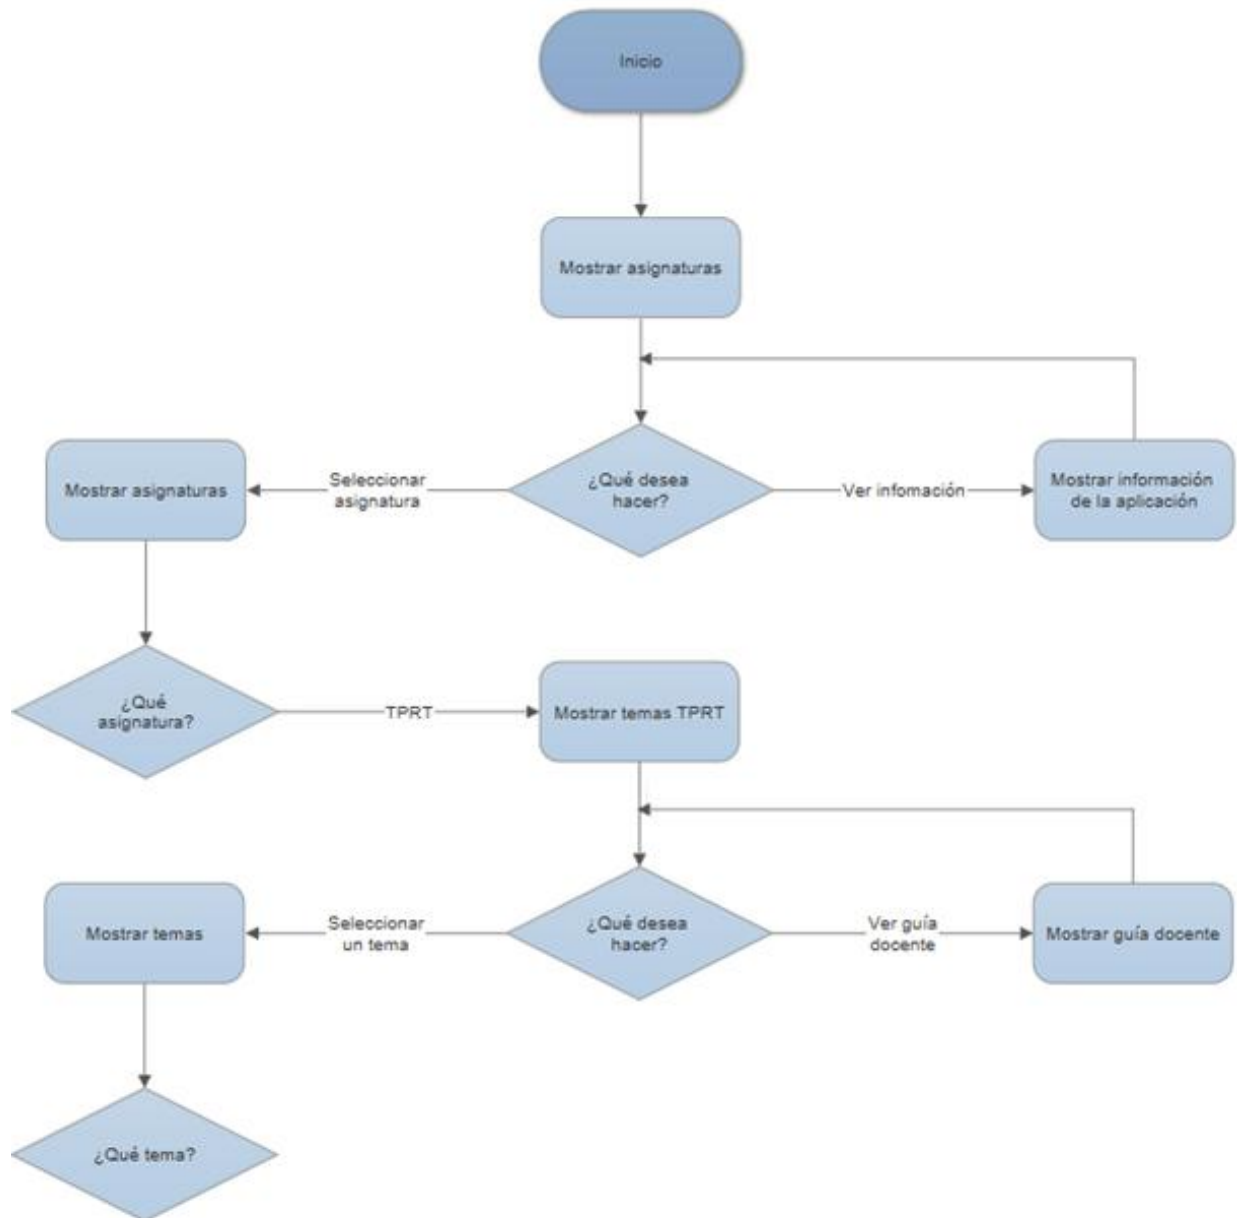 Inicio
Mostrar asignaturas
Mostrar asignaturas
Seleccionar
asignatura
¿Qué desea
hacer?
Ver infomación
Mostrar información
de la aplicación
¿Qué
asignatura?
TPRT
Mostrar temas TPRT
Mostrar temas
Seleccionar
un tema
¿Qué desea
hacer?
Ver guía
docente
Mostrar guía docente
¿Qué tema?